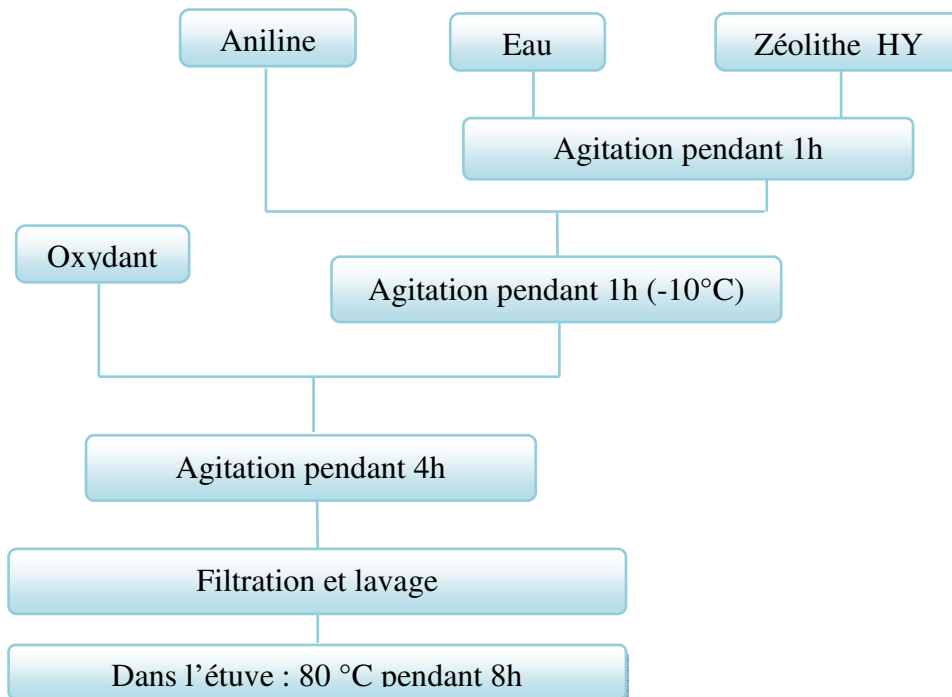 Aniline
Eau
Zéolithe HY
Agitation pendant 1h
Oxydant
Agitation pendant 1h (-10°C)
Agitation pendant 4h
Filtration et lavage
Dans l'étuve : 80 °C pendant 8h